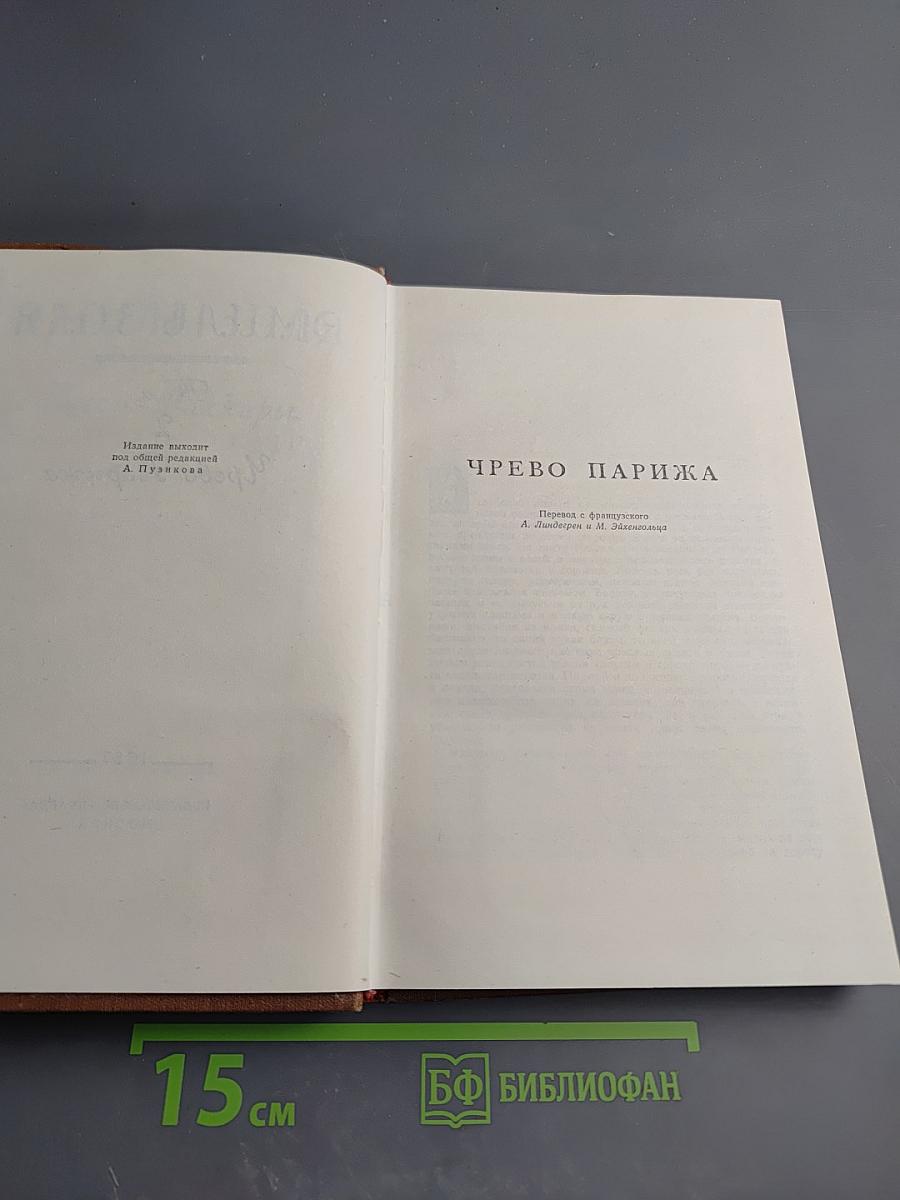 Издание выходит
под общей редакцией
А. Пузикова
ЧРЕВО ПАРИЖА
Перевод с французского
А. Линдегрен и М. Эйхенгольца
15 см
БФ БИБЛИОФАН